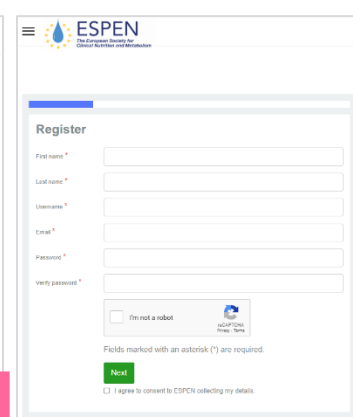 ESPEN
The European Society for
Clinical Nutrition and Metabolism
Register
First name *
Last name *
Username *
Email *
Password *
Verify password *
I'm not a robot
reCAPTCHA
Privacy - Terms
Fields marked with an asterisk (*) are required.
Next
I agree to consent to ESPEN collecting my details.